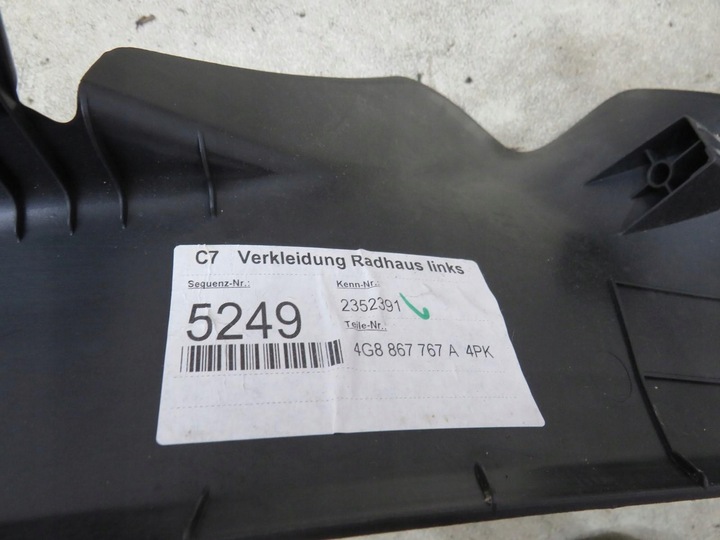 C7 Verkleidung Radhaus links
Sequenz-Nr.: Kenn-Nr.:
5249 2352391
Teile-Nr.:
4G8 867 767 A 4PK